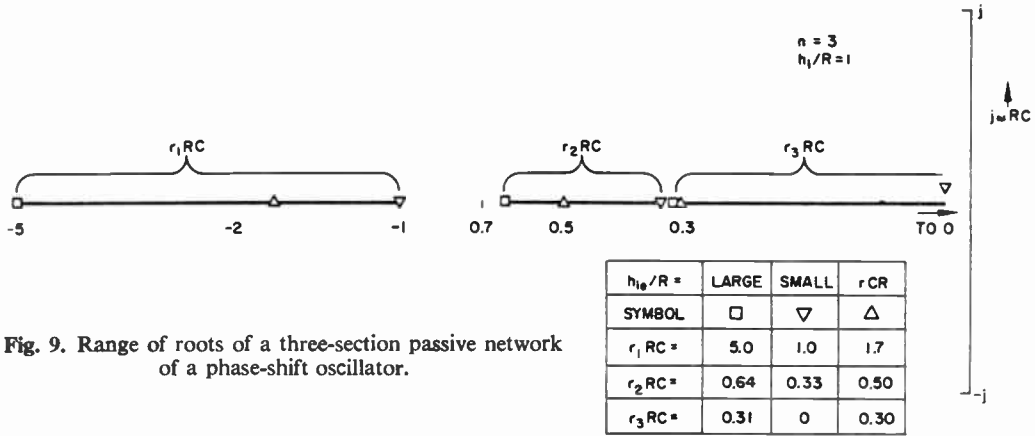 j
n = 3
h₁/R = 1
jωRC
r₁RC
r₂RC
r₃RC
-5
-2
-1
0.7
0.5
0.3
TO 0
hᵢₑ/R = LARGE SMALL rCR
SYMBOL □ ▽ △
r₁RC = 5.0 1.0 1.7
r₂RC = 0.64 0.33 0.50
r₃RC = 0.31 0 0.30
-j
Fig. 9. Range of roots of a three-section passive network
of a phase-shift oscillator.